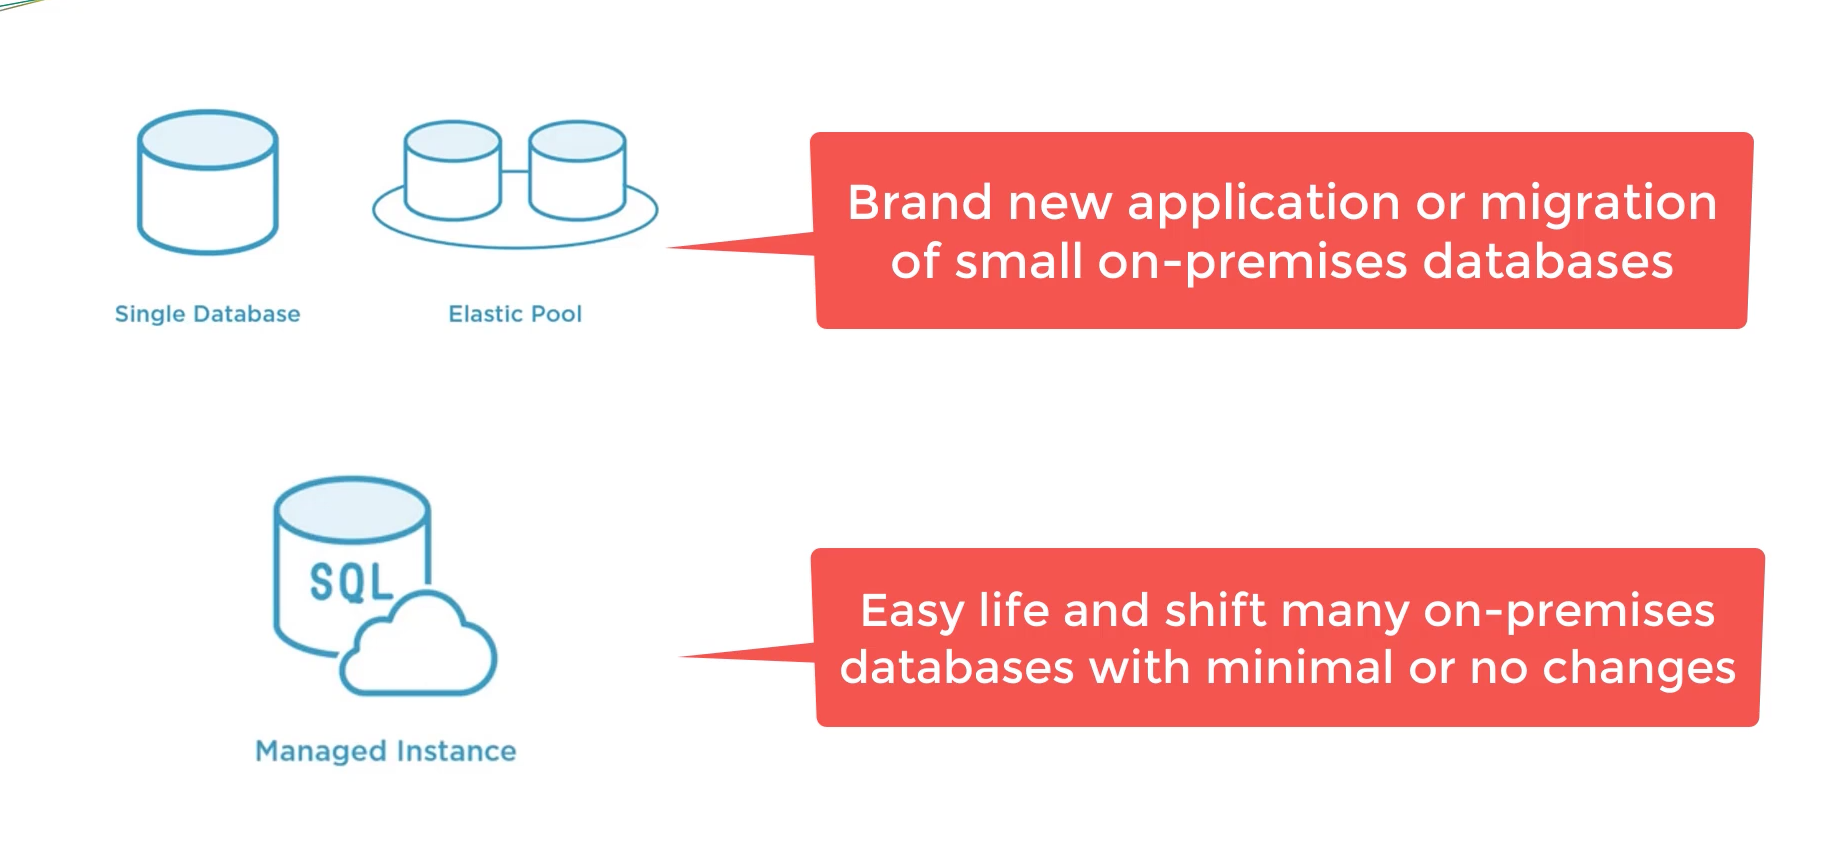 Single Database
Elastic Pool
Brand new application or migration
of small on-premises databases
SQL
Managed Instance
Easy life and shift many on-premises
databases with minimal or no changes